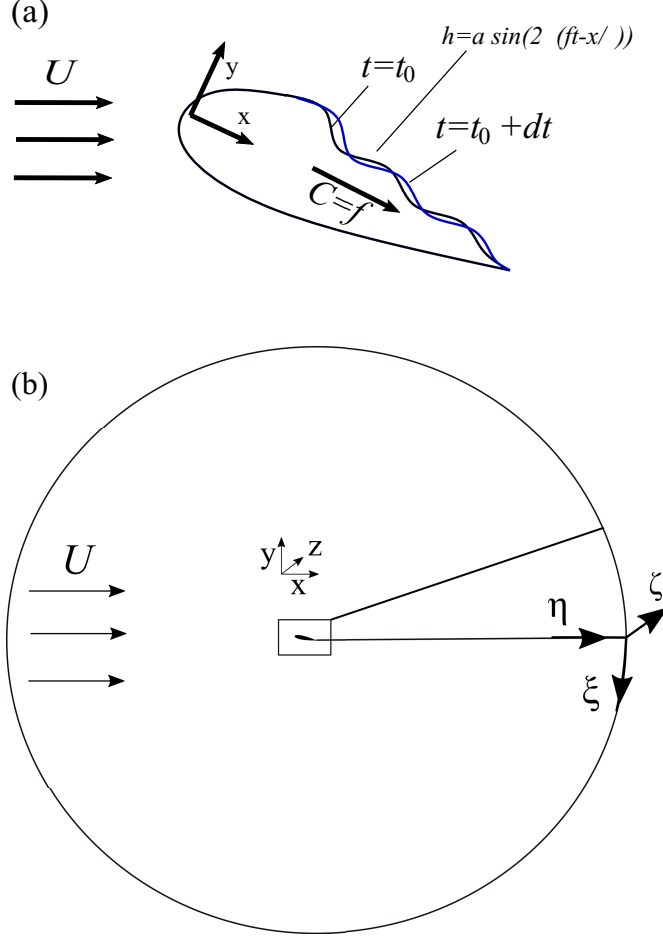 (a)
h=a sin(2 (ft-x/ ))
U
y
t=t0
x
t=t0+dt
C=f
(b)
U
y
z
x
ζ
η
ξ